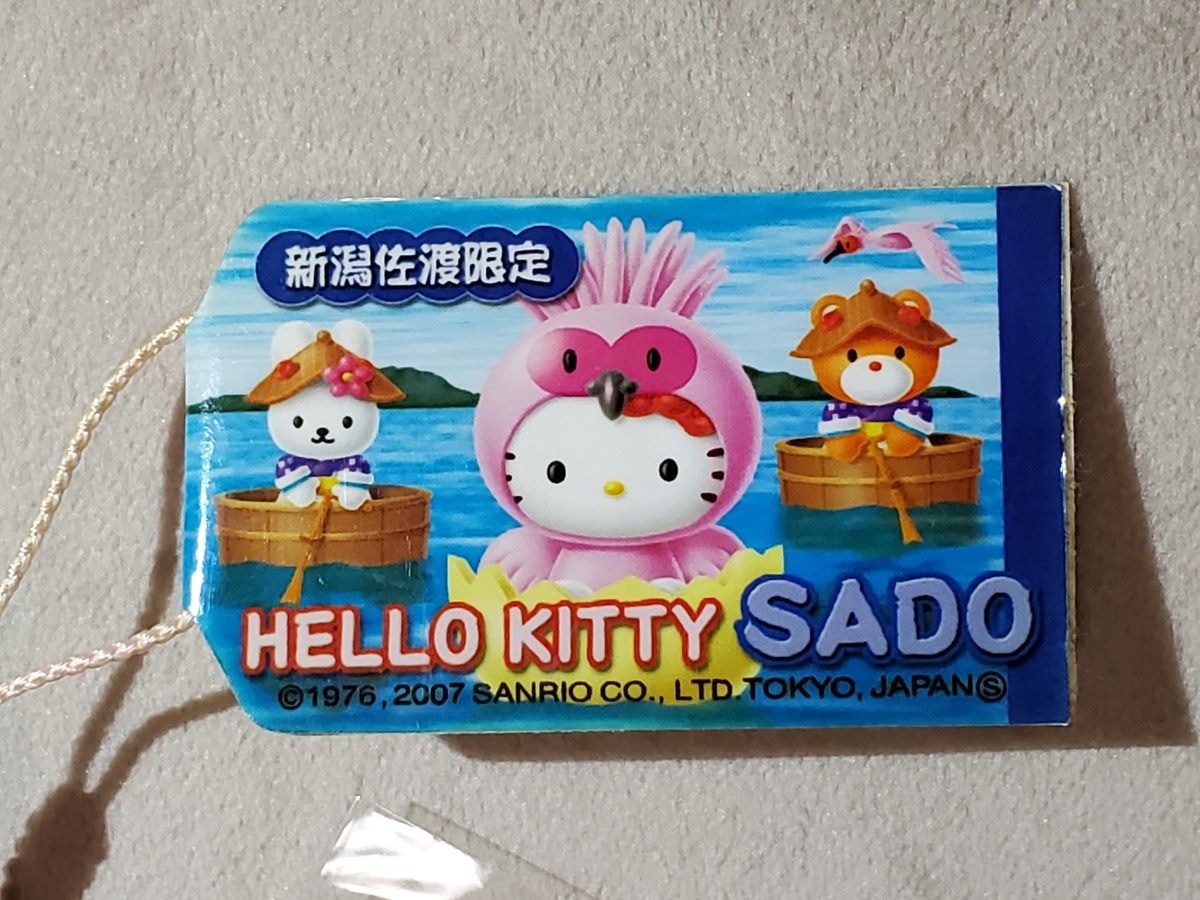 新潟佐渡限定
HELLO KITTY SADO
©1976, 2007 SANRIO CO., LTD. TOKYO, JAPAN Ⓢ